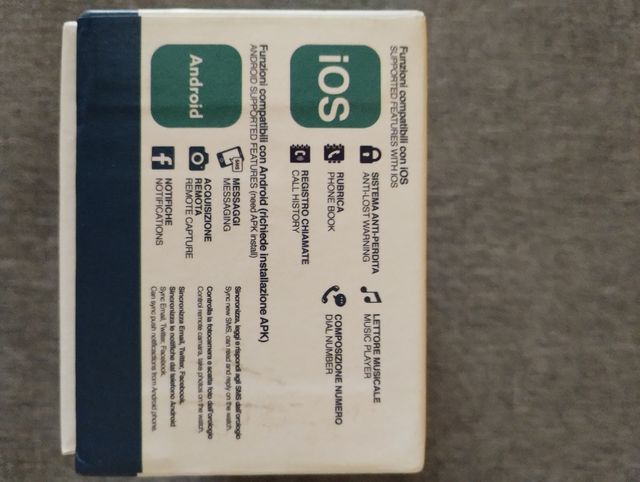 Funzioni compatibili con iOS
SUPPORTED FEATURES WITH IOS
iOS
SISTEMA ANTI-PERDITA
ANTI-LOST WARNING
RUBRICA
PHONE BOOK
REGISTRO CHIAMATE
CALL HISTORY
LETTORE MUSICALE
MUSIC PLAYER
COMPOSIZIONE NUMERO
DIAL NUMBER
Funzioni compatibili con Android (richiede installazione APK)
ANDROID SUPPORTED FEATURES (need APK install)
Android
SMS
MESSAGGI
MESSAGING
ACQUISIZIONE
REMOTA
REMOTE CAPTURE
NOTIFICHE
NOTIFICATIONS
Sincronizza, leggi e rispondi agli SMS dall'orologio
Sync new SMS, can read and reply on the watch.
Controlla la fotocamera e scatta foto dall'orologio
Control remote camara, take photos on the watch.
Sincronizza Email, Twitter, Facebook.
Sincronizza le notifiche dal telefono Android
Sync Email, Twitter, Facebook.
Can sync push notifications from Android phone.